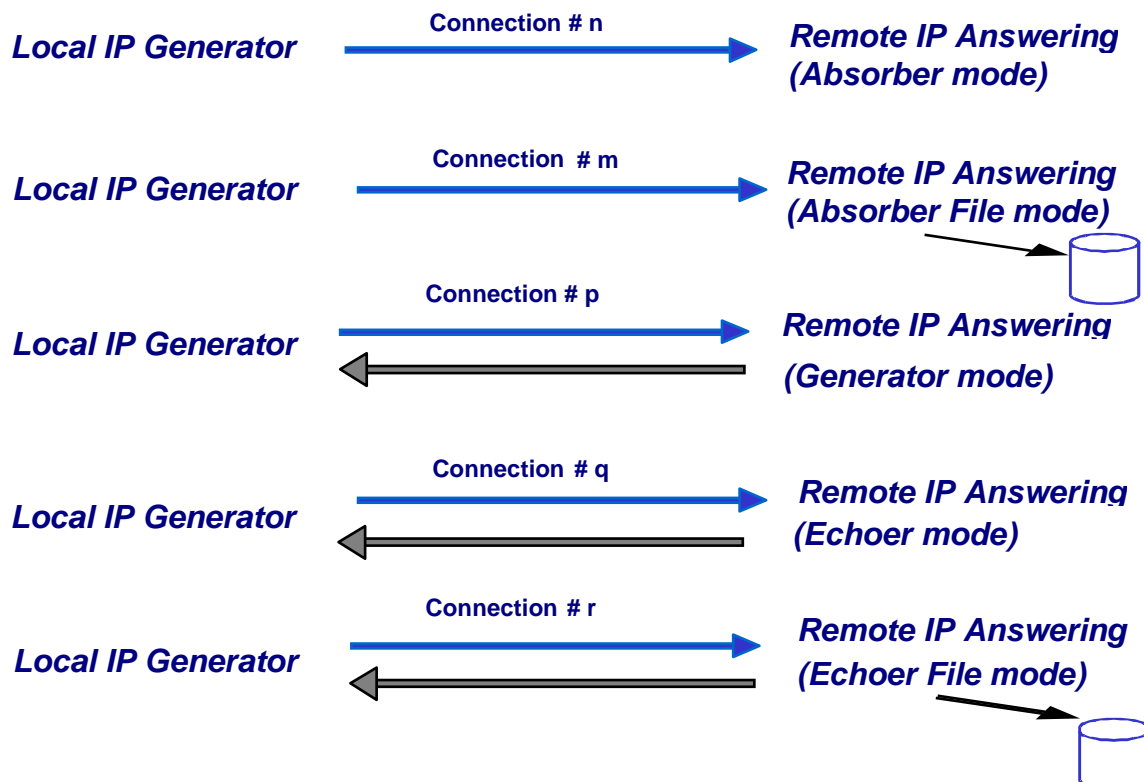 Connection # n
Local IP Generator
Remote IP Answering
(Absorber mode)
Connection # m
Local IP Generator
Remote IP Answering
(Absorber File mode)
Connection # p
Local IP Generator
Remote IP Answering
(Generator mode)
Connection # q
Local IP Generator
Remote IP Answering
(Echoer mode)
Connection # r
Local IP Generator
Remote IP Answering
(Echoer File mode)